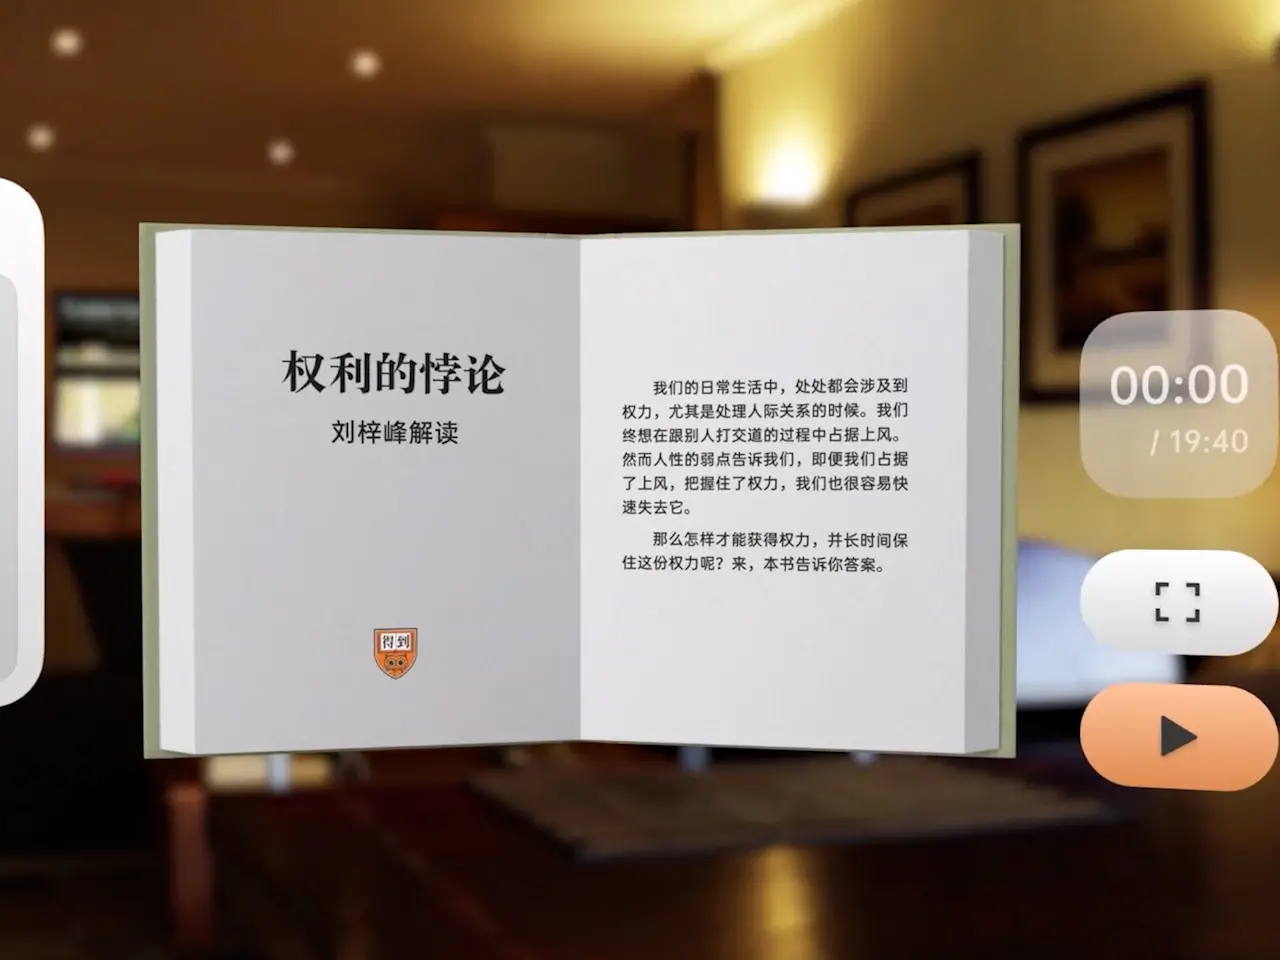 权利的悖论
刘梓峰解读
得到
我们的日常生活中，处处都会涉及到
权力，尤其是处理人际关系的时候。我们
终想在跟别人打交道的过程中占据上风。
然而人性的弱点告诉我们，即便我们占据
了上风，把握住了权力，我们也很容易快
速失去它。
那么怎样才能获得权力，并长时间保
住这份权力呢？来，本书告诉你答案。
00:00
/ 19:40